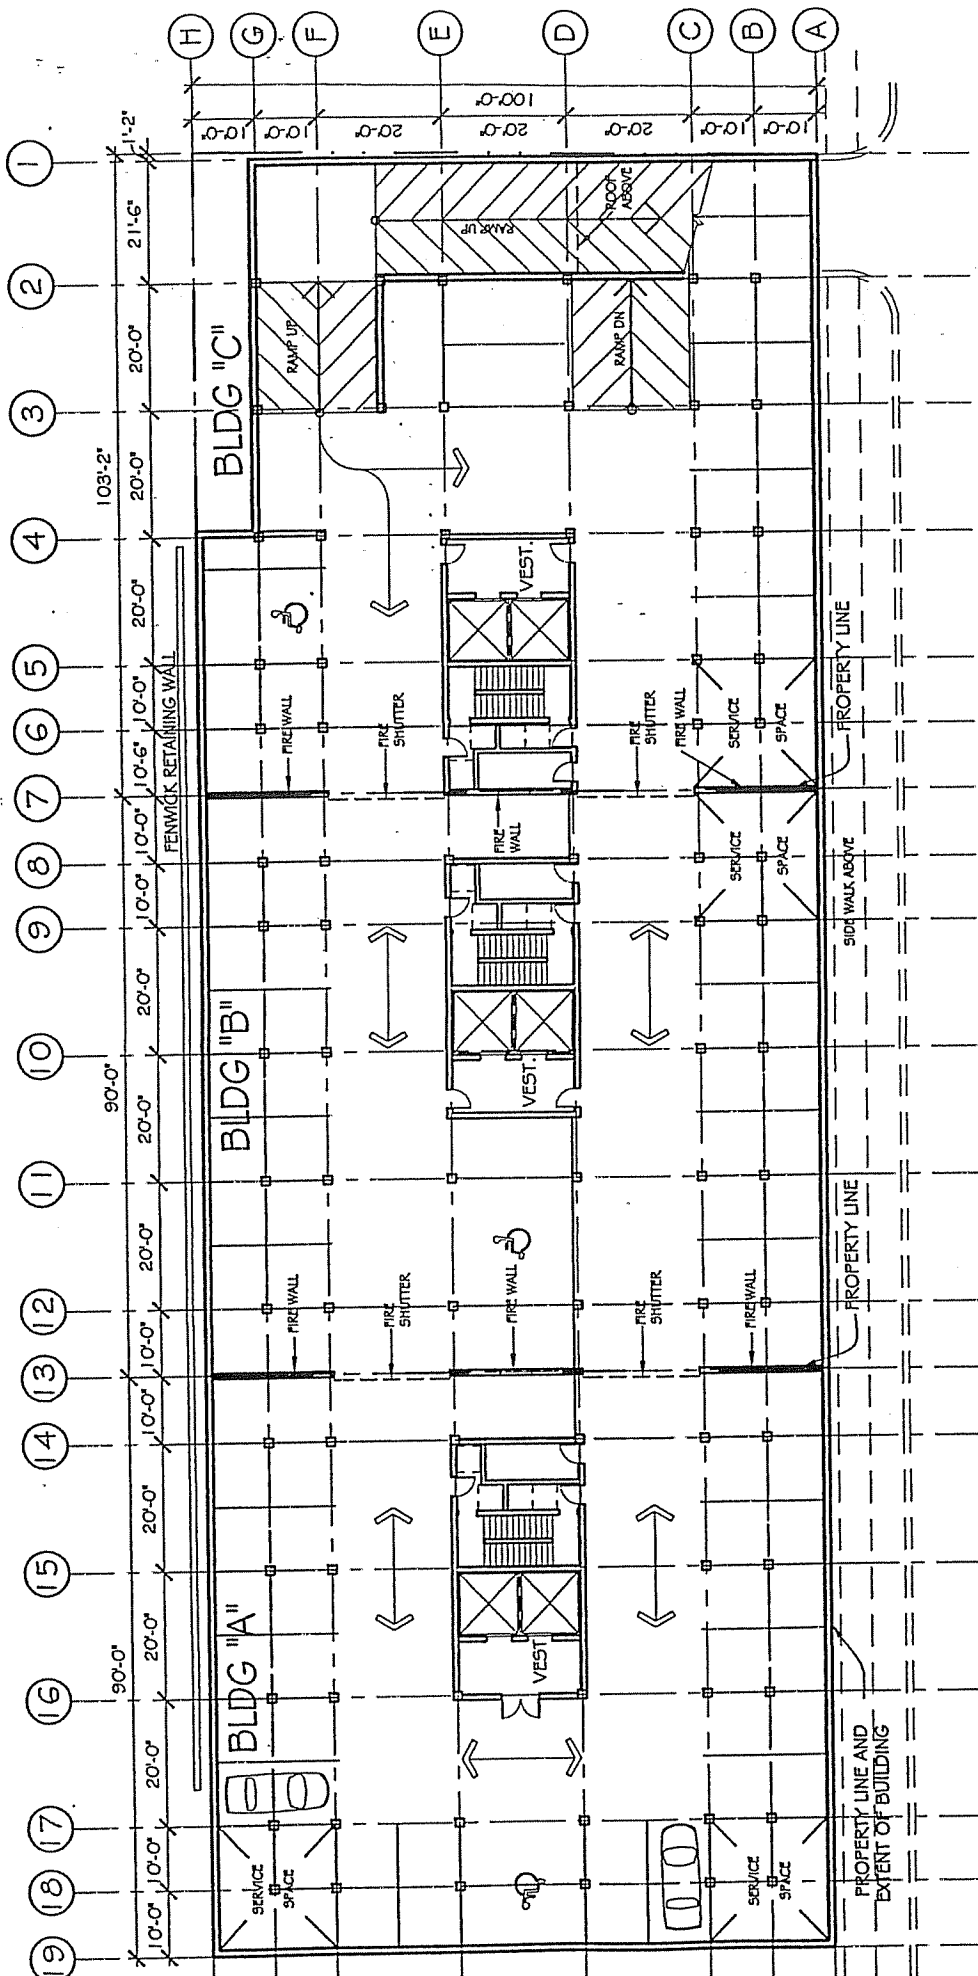 H
G
F
E
D
C
B
A
100'-0"
10'-0"
10'-0"
20'-0"
20'-0"
20'-0"
10'-0"
10'-0"
1
2
3
4
5
6
7
8
9
10
11
12
13
14
15
16
17
18
19
1'-2"
21'-6"
20'-0"
20'-0"
20'-0"
10'-0"
10'-6"
10'-0"
10'-0"
20'-0"
20'-0"
20'-0"
10'-0"
10'-0"
20'-0"
20'-0"
20'-0"
10'-0"
10'-0"
103'-2"
90'-0"
90'-0"
BLDG "C"
RAMP UP
RAMP UP
ROOF
ABOVE
RAMP DN
VEST.
FENWICK RETAINING WALL
FIRE WALL
FIRE
SHUTTER
FIRE
WALL
FIRE
SHUTTER
FIRE WALL
SERVICE
SPACE
PROPERTY LINE
SERVICE
SPACE
SIDE WALK ABOVE
BLDG "B"
VEST.
FIRE WALL
FIRE
SHUTTER
FIRE WALL
FIRE
SHUTTER
FIRE WALL
PROPERTY LINE
BLDG "A"
VEST
SERVICE
SPACE
SERVICE
SPACE
PROPERTY LINE AND
EXTENT OF BUILDING